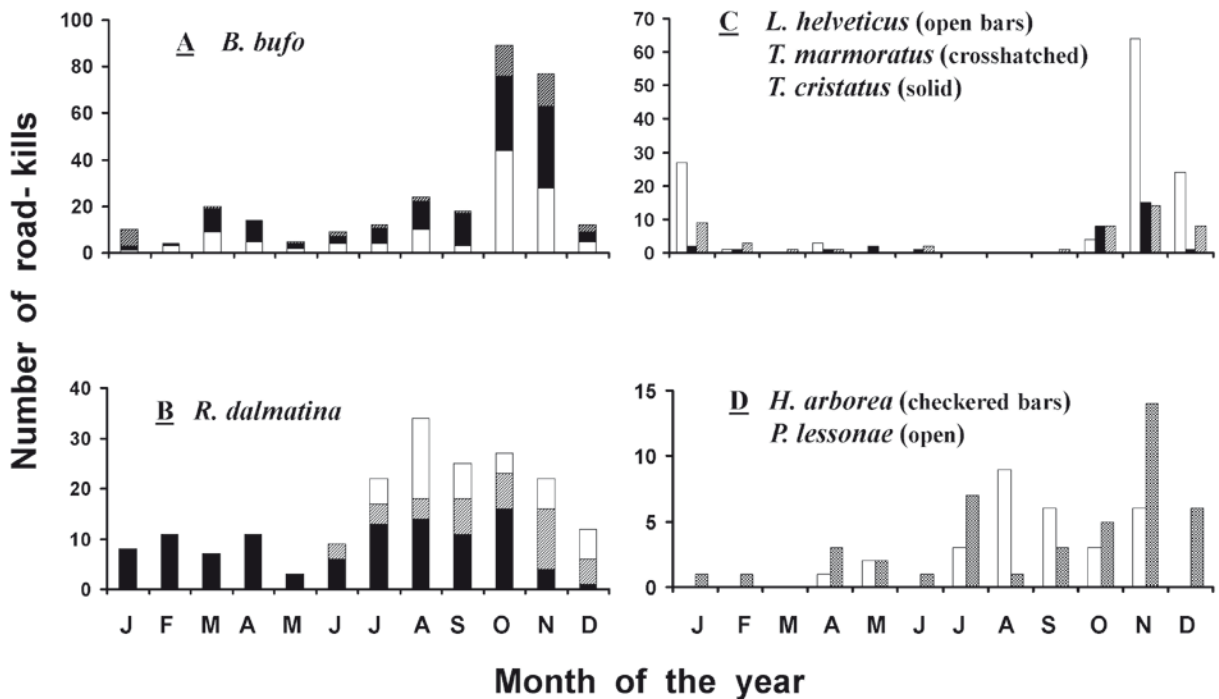 Number of road-kills
A B. bufo
100
80
60
40
20
0
C L. helveticus (open bars)
T. marmoratus (crosshatched)
T. cristatus (solid)
70
60
50
40
30
20
10
0
B R. dalmatina
40
30
20
10
0
J F M A M J J A S O N D
D H. arborea (checkered bars)
P. lessonae (open)
15
10
5
0
J F M A M J J A S O N D
Month of the year